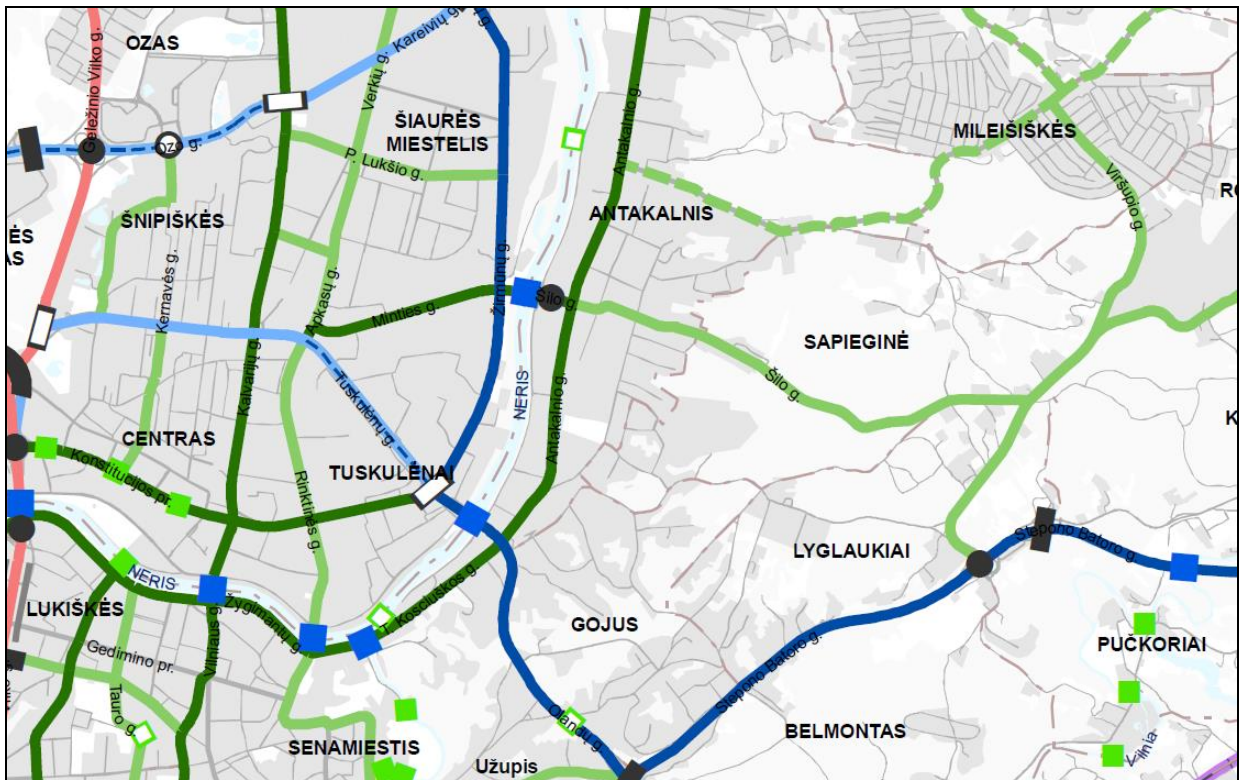 OZAS
Geležinio Vilko g.
Kareivių g.
Verkių g.
ŠIAURĖS
MIESTELIS
Ozo g.
P. Lukšio g.
Antakalnio g.
MILEIŠIŠKĖS
Viršupio g.
ŠNIPIŠKĖS
ANTAKALNIS
Kernavės g.
Apkasų g.
Minties g.
Žirmūnų g.
Šilo g.
SAPIEGINĖ
Kalvarijų g.
Tuskulėnų g.
NERIS
Antakalnio g.
Šilo g.
CENTRAS
Konstitucijos pr.
TUSKULĖNAI
Rinktinės g.
Stepono Batoro g.
LYGLAUKIAI
NERIS
LUKIŠKĖS
Žygimantų g.
T. Kosciuškos g.
GOJUS
PUČKORIAI
Gedimino pr.
Vilniaus g.
Tauro g.
Stepono Batoro g.
Olandų g.
BELMONTAS
SENAMIESTIS
Užupis
Vilnia